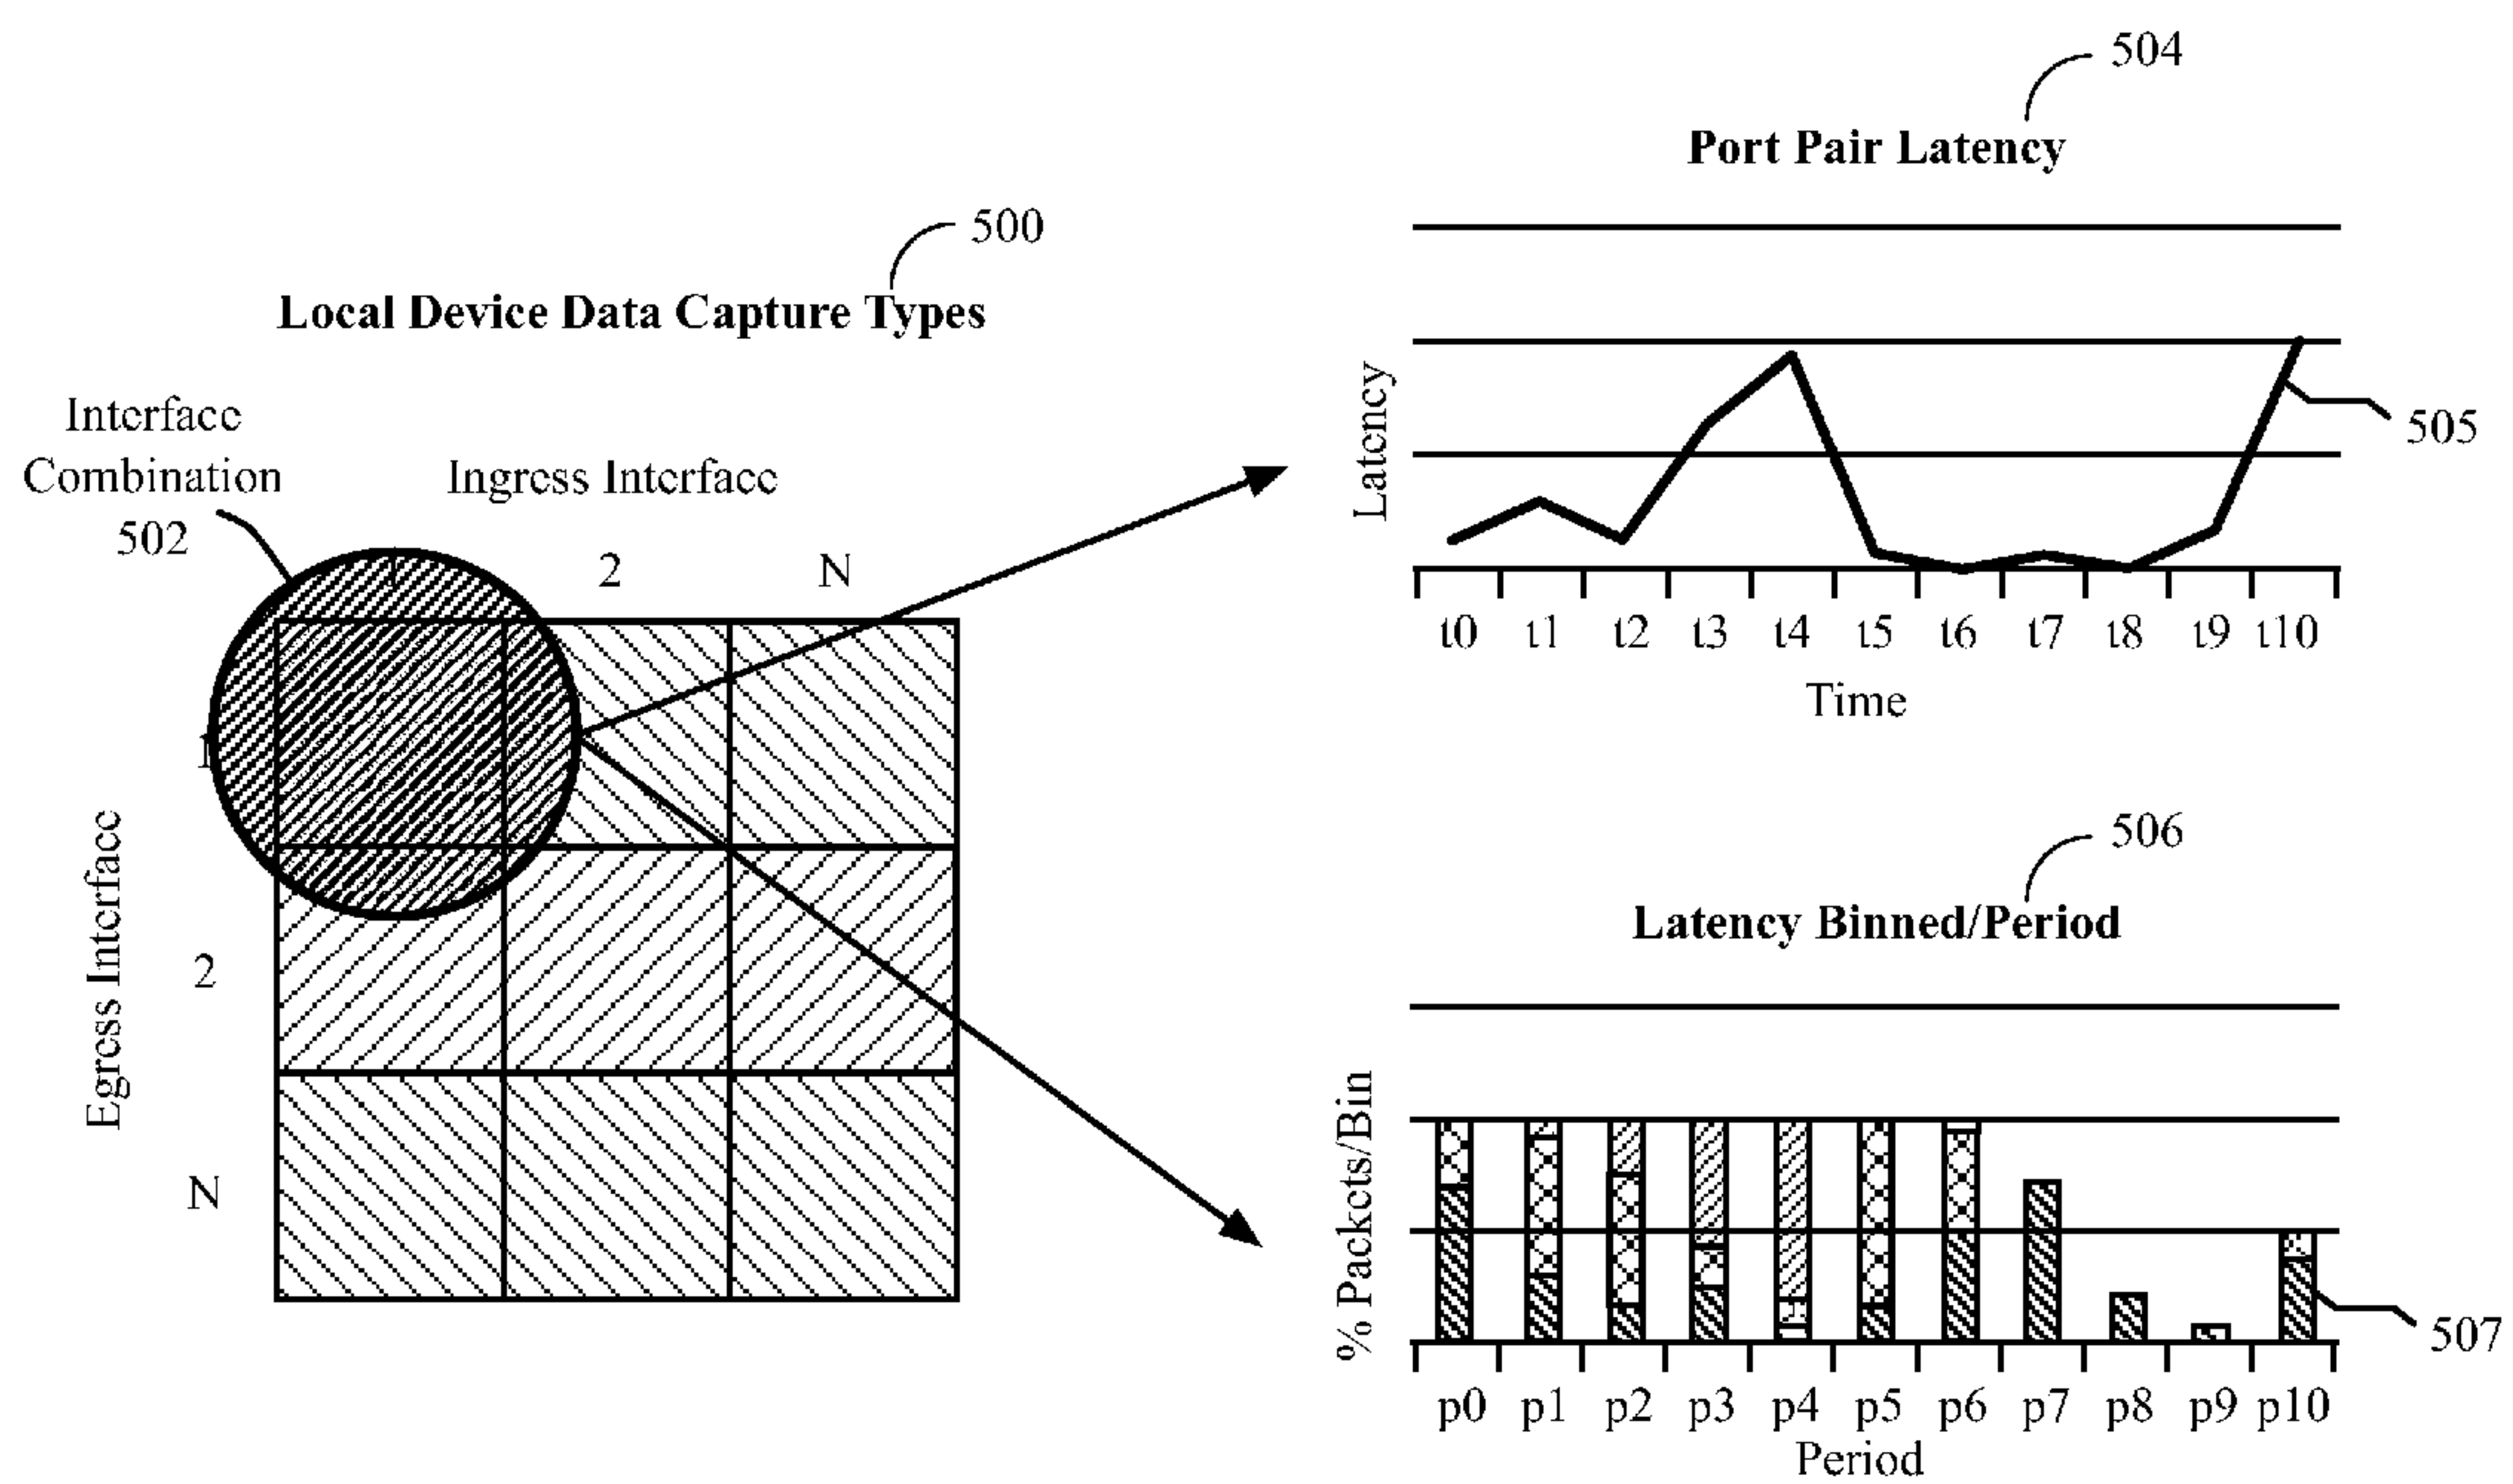 500
Local Device Data Capture Types
Interface
Combination
502
Ingress Interface
1 2 N
Egress Interface
1
2
N
504
Port Pair Latency
Latency
505
t0 t1 t2 t3 t4 t5 t6 t7 t8 t9 t10
Time
506
Latency Binned/Period
% Packets/Bin
507
p0 p1 p2 p3 p4 p5 p6 p7 p8 p9 p10
Period